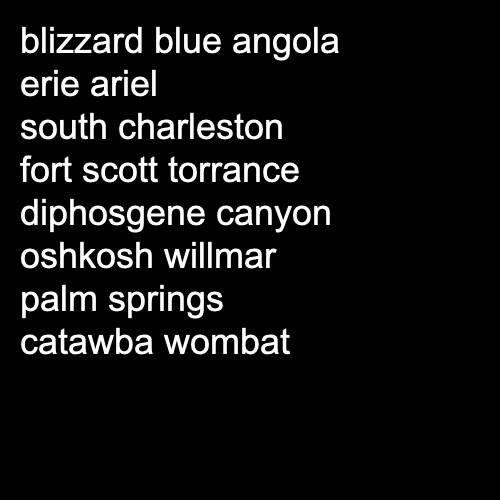 blizzard blue angola
erie ariel
south charleston
fort scott torrance
diphosgene canyon
oshkosh willmar
palm springs
catawba wombat